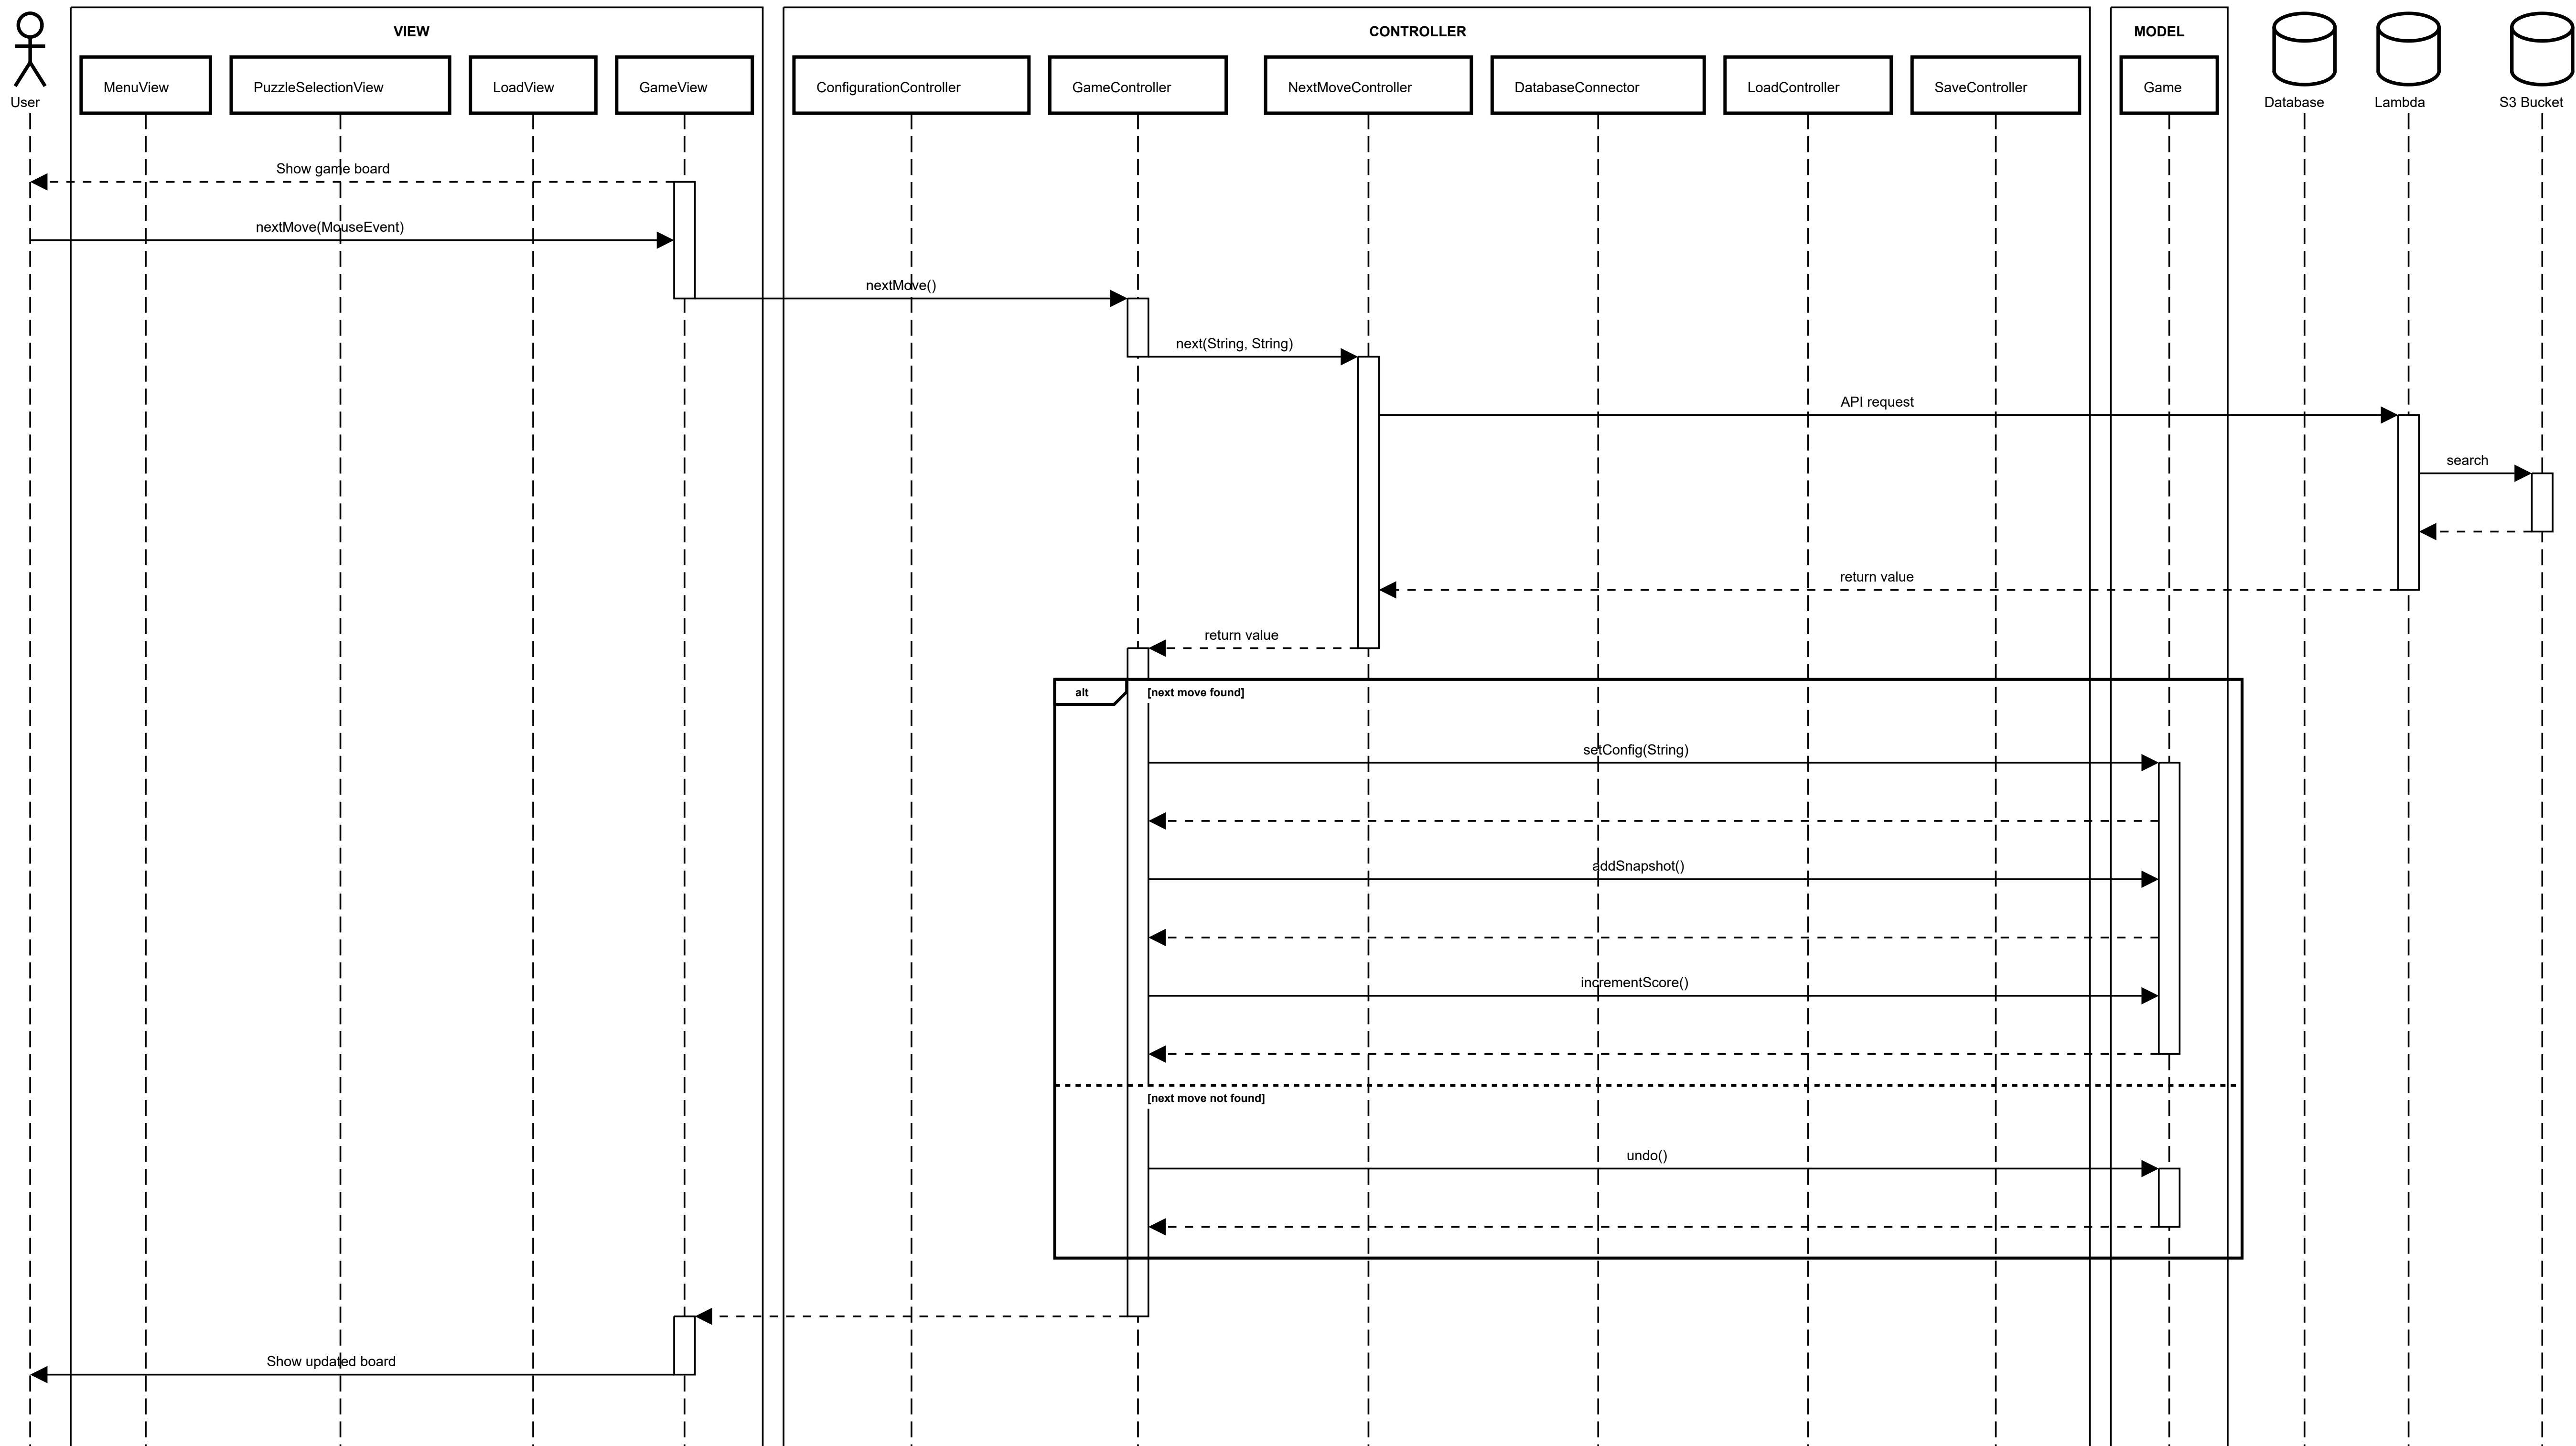 VIEW
CONTROLLER
MODEL
MenuView
PuzzleSelectionView
LoadView
GameView
ConfigurationController
GameController
NextMoveController
DatabaseConnector
LoadController
SaveController
Game
User
Database
Lambda
S3 Bucket
Show game board
nextMove(MouseEvent)
nextMove()
next(String, String)
API request
search
return value
return value
alt
[next move found]
setConfig(String)
addSnapshot()
incrementScore()
[next move not found]
undo()
Show updated board